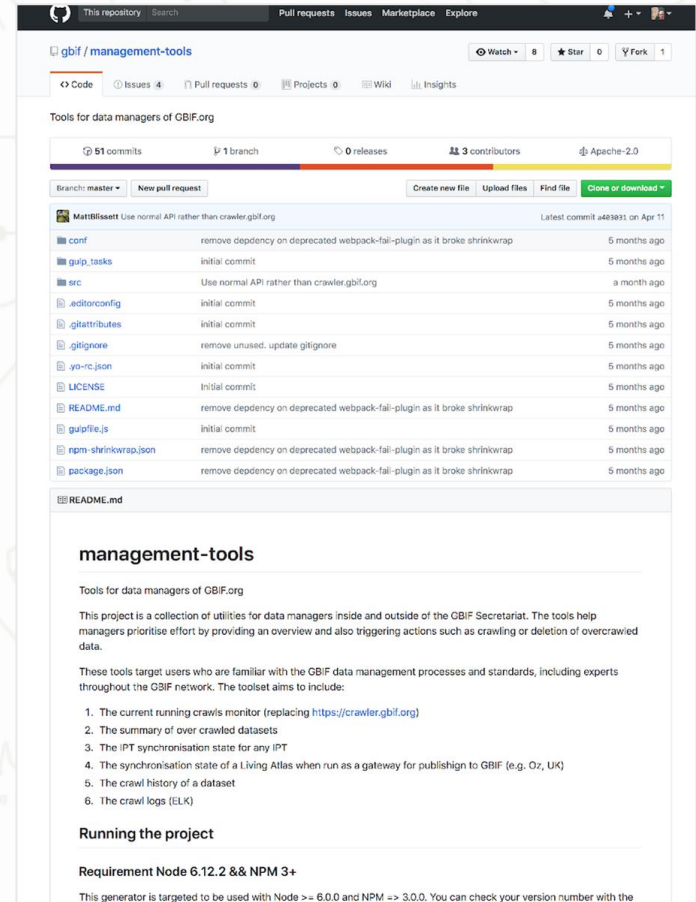 This repository Search Pull requests Issues Marketplace Explore
gbif / management-tools Watch 8 Star 0 Fork 1
Code Issues 4 Pull requests 0 Projects 0 Wiki Insights
Tools for data managers of GBIF.org
51 commits 1 branch 0 releases 3 contributors Apache-2.0
Branch: master New pull request Create new file Upload files Find file Clone or download
MattBlissett Use normal API rather than crawler.gbif.org Latest commit a403031 on Apr 11
conf remove depdency on deprecated webpack-fail-plugin as it broke shrinkwrap 5 months ago
gulp_tasks initial commit 5 months ago
src Use normal API rather than crawler.gbif.org a month ago
.editorconfig initial commit 5 months ago
.gitattributes initial commit 5 months ago
.gitignore remove unused. update gitignore 5 months ago
.yo-rc.json initial commit 5 months ago
LICENSE Initial commit 5 months ago
README.md remove depdency on deprecated webpack-fail-plugin as it broke shrinkwrap 5 months ago
gulpfile.js initial commit 5 months ago
npm-shrinkwrap.json remove depdency on deprecated webpack-fail-plugin as it broke shrinkwrap 5 months ago
package.json remove depdency on deprecated webpack-fail-plugin as it broke shrinkwrap 5 months ago
README.md
management-tools
Tools for data managers of GBIF.org
This project is a collection of utilities for data managers inside and outside of the GBIF Secretariat. The tools help
managers prioritise effort by providing an overview and also triggering actions such as crawling or deletion of overcrawled
data.
These tools target users who are familiar with the GBIF data management processes and standards, including experts
throughout the GBIF network. The toolset aims to include:
1. The current running crawls monitor (replacing https://crawler.gbif.org)
2. The summary of over crawled datasets
3. The IPT synchronisation state for any IPT
4. The synchronisation state of a Living Atlas when run as a gateway for publishign to GBIF (e.g. Oz, UK)
5. The crawl history of a dataset
6. The crawl logs (ELK)
Running the project
Requirement Node 6.12.2 && NPM 3+
This generator is targeted to be used with Node >= 6.0.0 and NPM => 3.0.0. You can check your version number with the